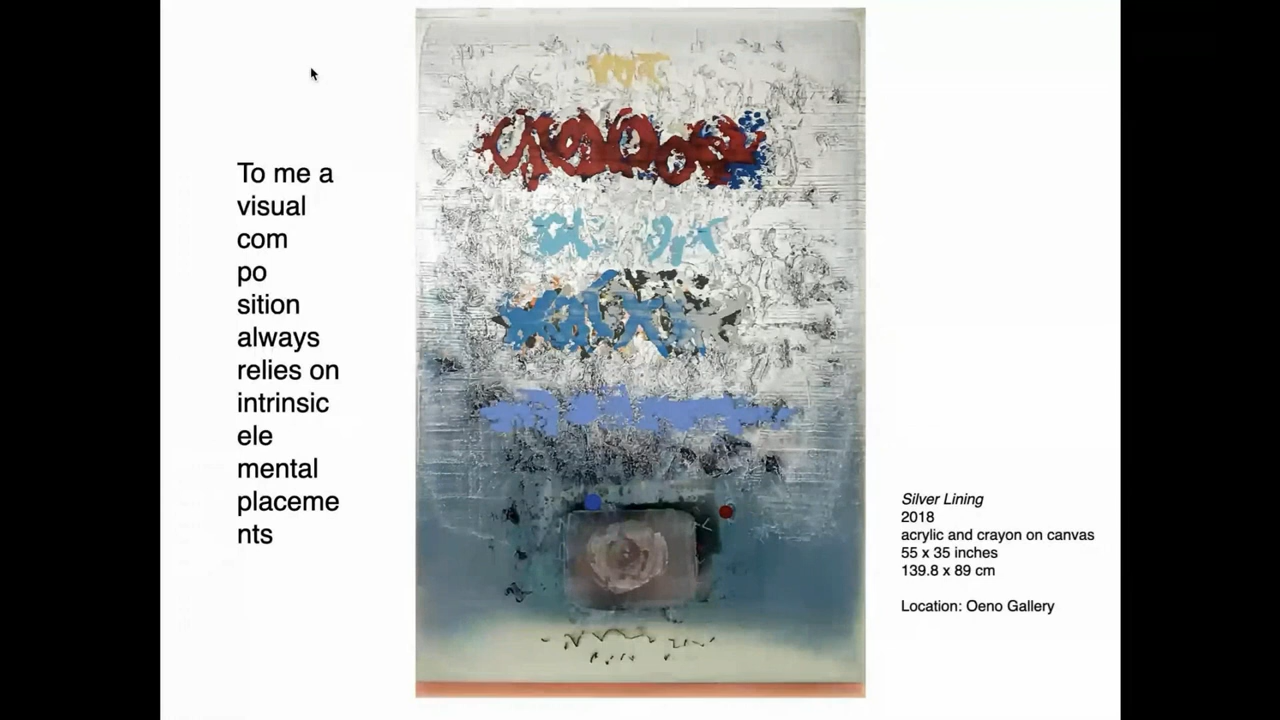 To me a
visual
com
po
sition
always
relies on
intrinsic
ele
mental
placeme
nts
Silver Lining
2018
acrylic and crayon on canvas
55 x 35 inches
139.8 x 89 cm
Location: Oeno Gallery